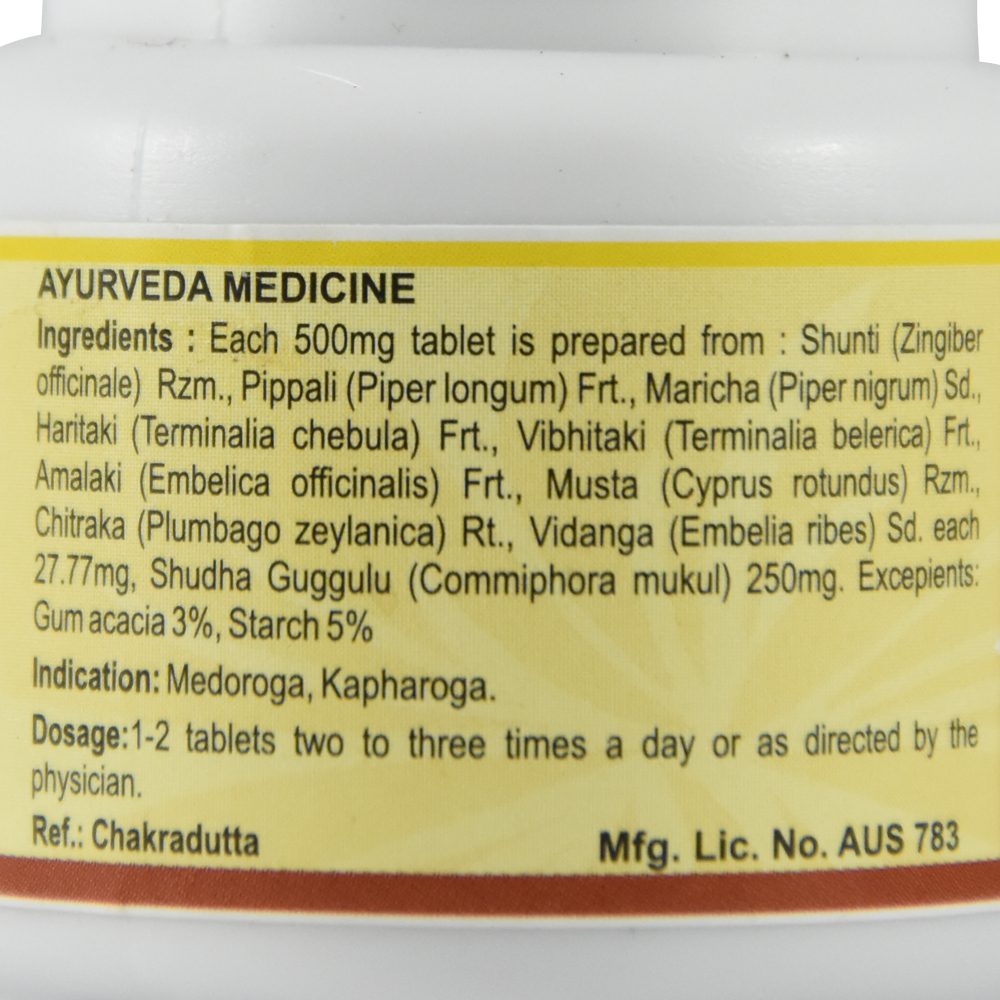 AYURVEDA MEDICINE
Ingredients : Each 500mg tablet is prepared from : Shunti (Zingiber
officinale) Rzm., Pippali (Piper longum) Frt., Maricha (Piper nigrum) Sd.,
Haritaki (Terminalia chebula) Frt., Vibhitaki (Terminalia belerica) Frt.,
Amalaki (Embelica officinalis) Frt., Musta (Cyprus rotundus) Rzm.,
Chitraka (Plumbago zeylanica) Rt., Vidanga (Embelia ribes) Sd. each
27.77mg, Shudha Guggulu (Commiphora mukul) 250mg. Excepients:
Gum acacia 3%, Starch 5%
Indication: Medoroga, Kapharoga.
Dosage:1-2 tablets two to three times a day or as directed by the
physician.
Ref.: Chakradutta Mfg. Lic. No. AUS 783